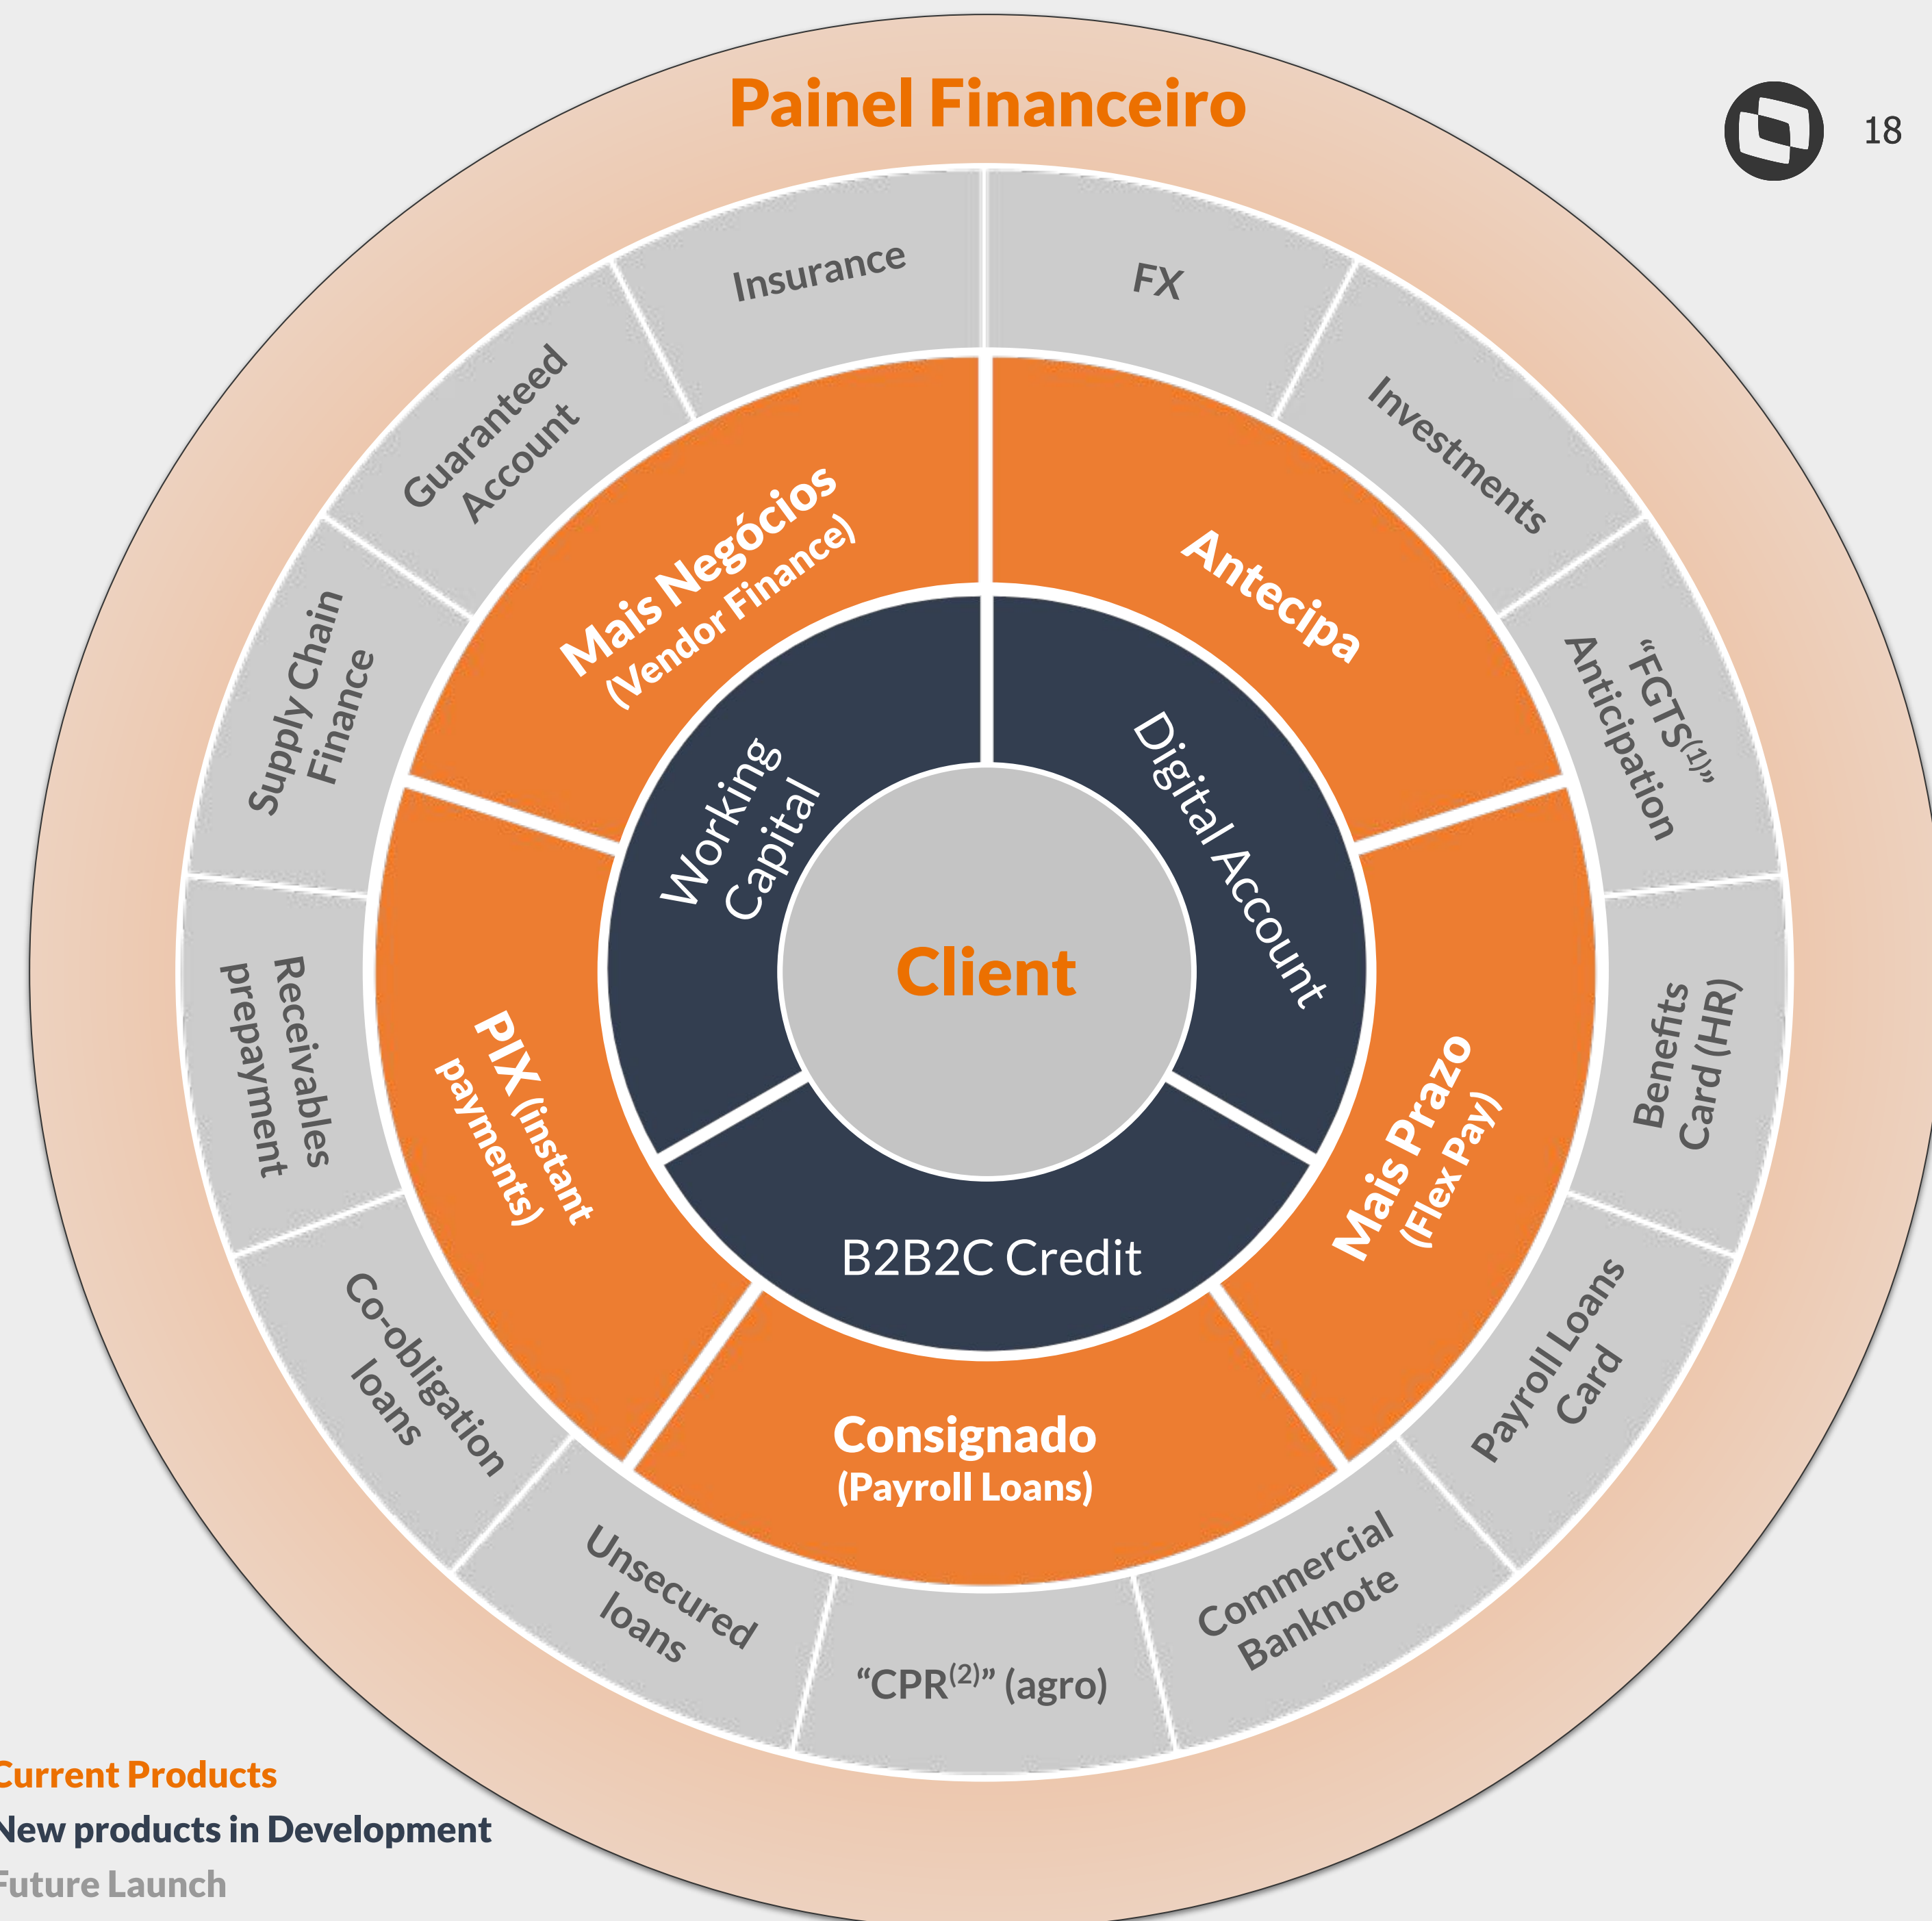 Painel Financeiro
18
Insurance
FX
Investments
“FGTS(1)”
Anticipation
Benefits
Card (HR)
Payroll Loans
Card
Commercial
Banknote
“CPR(2)” (agro)
Unsecured
loans
Co-obligation
loans
Receivables
prepayment
Supply Chain
Finance
Guaranteed
Account
Mais Negócios
(Vendor Finance)
Antecipa
Mais Prazo
(Flex Pay)
Consignado
(Payroll Loans)
PIX (instant
payments)
Working
Capital
Digital Account
B2B2C Credit
Client
Current Products
New products in Development
Future Launch